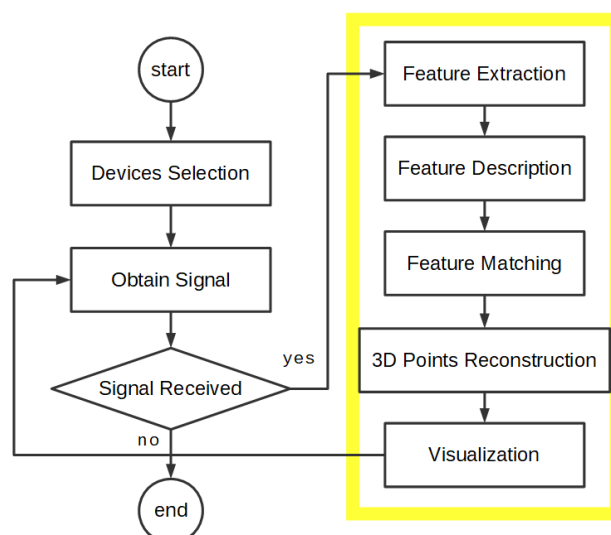 start
Devices Selection
Obtain Signal
Signal Received
yes
no
end
Feature Extraction
Feature Description
Feature Matching
3D Points Reconstruction
Visualization